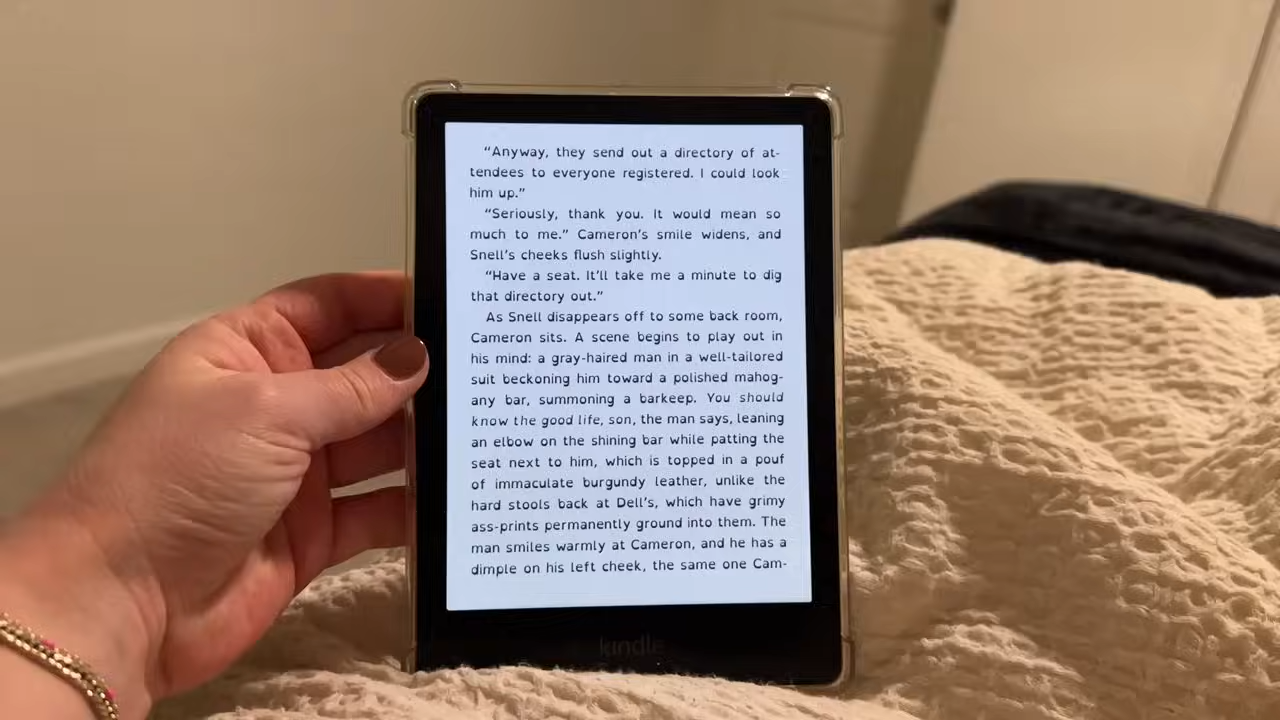 “Anyway, they send out a directory of at-
tendees to everyone registered. I could look
him up.”
“Seriously, thank you. It would mean so
much to me.” Cameron’s smile widens, and
Snell’s cheeks flush slightly.
“Have a seat. It’ll take me a minute to dig
that directory out.”
As Snell disappears off to some back room,
Cameron sits. A scene begins to play out in
his mind: a gray-haired man in a well-tailored
suit beckoning him toward a polished mahog-
any bar, summoning a barkeep. You should
know the good life, son, the man says, leaning
an elbow on the shining bar while patting the
seat next to him, which is topped in a pouf
of immaculate burgundy leather, unlike the
hard stools back at Dell’s, which have grimy
ass-prints permanently ground into them. The
man smiles warmly at Cameron, and he has a
dimple on his left cheek, the same one Cam-
kindle